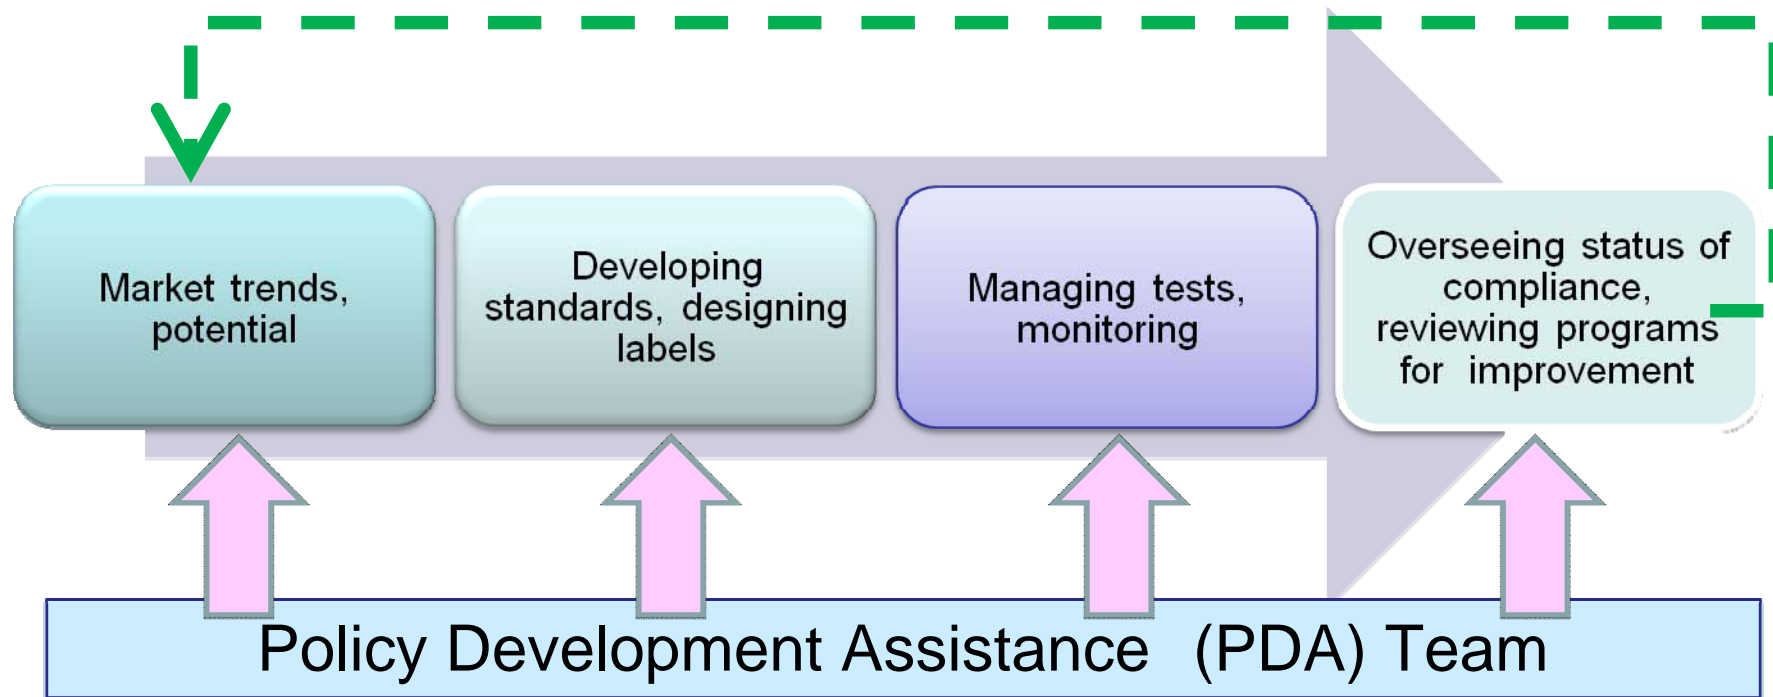 Market trends,
potential
Developing
standards, designing
labels
Managing tests,
monitoring
Overseeing status of
compliance,
reviewing programs
for improvement
Policy Development Assistance (PDA) Team